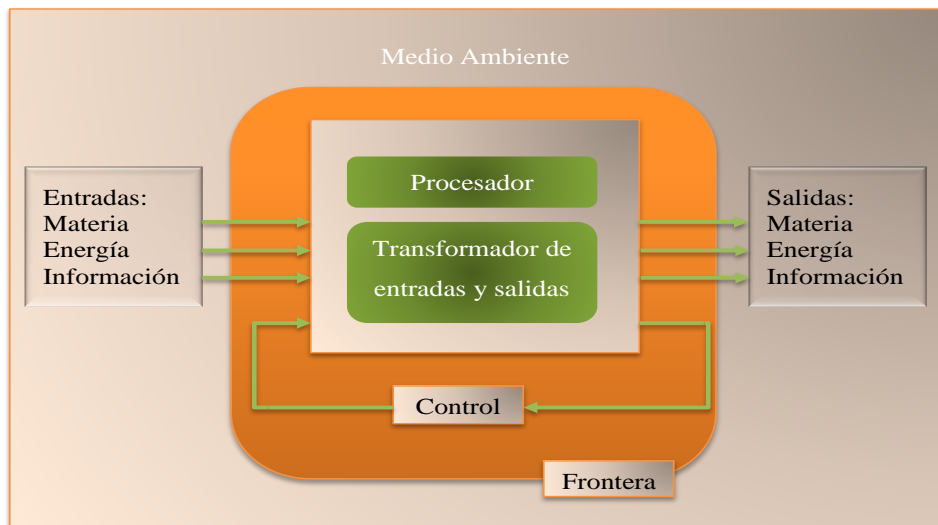 Medio Ambiente
Entradas:
Materia
Energía
Información
Procesador
Transformador de
entradas y salidas
Salidas:
Materia
Energía
Información
Control
Frontera